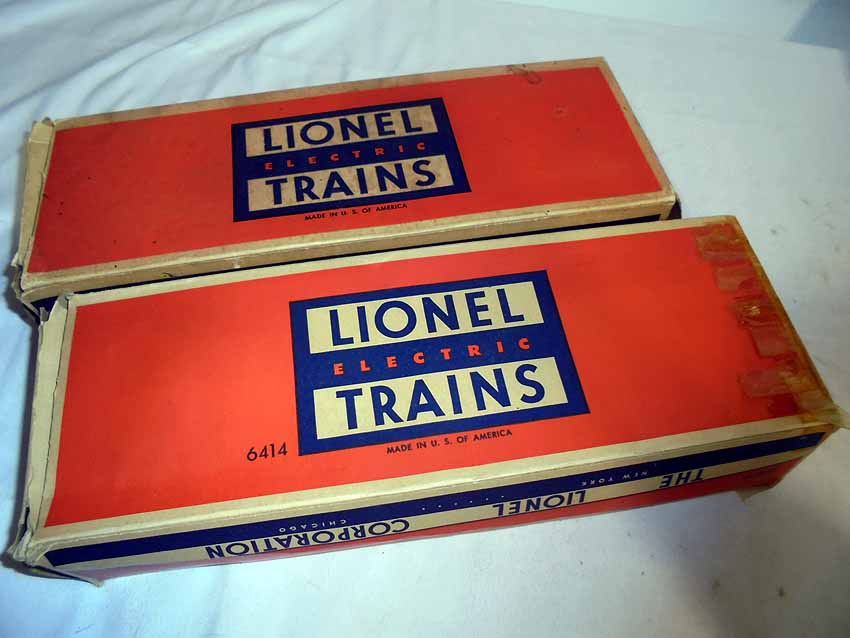 LIONEL
ELECTRIC
TRAINS
MADE IN U. S. OF AMERICA
LIONEL
ELECTRIC
TRAINS
6414
MADE IN U. S. OF AMERICA
THE LIONEL CORPORATION
NEW YORK
CHICAGO